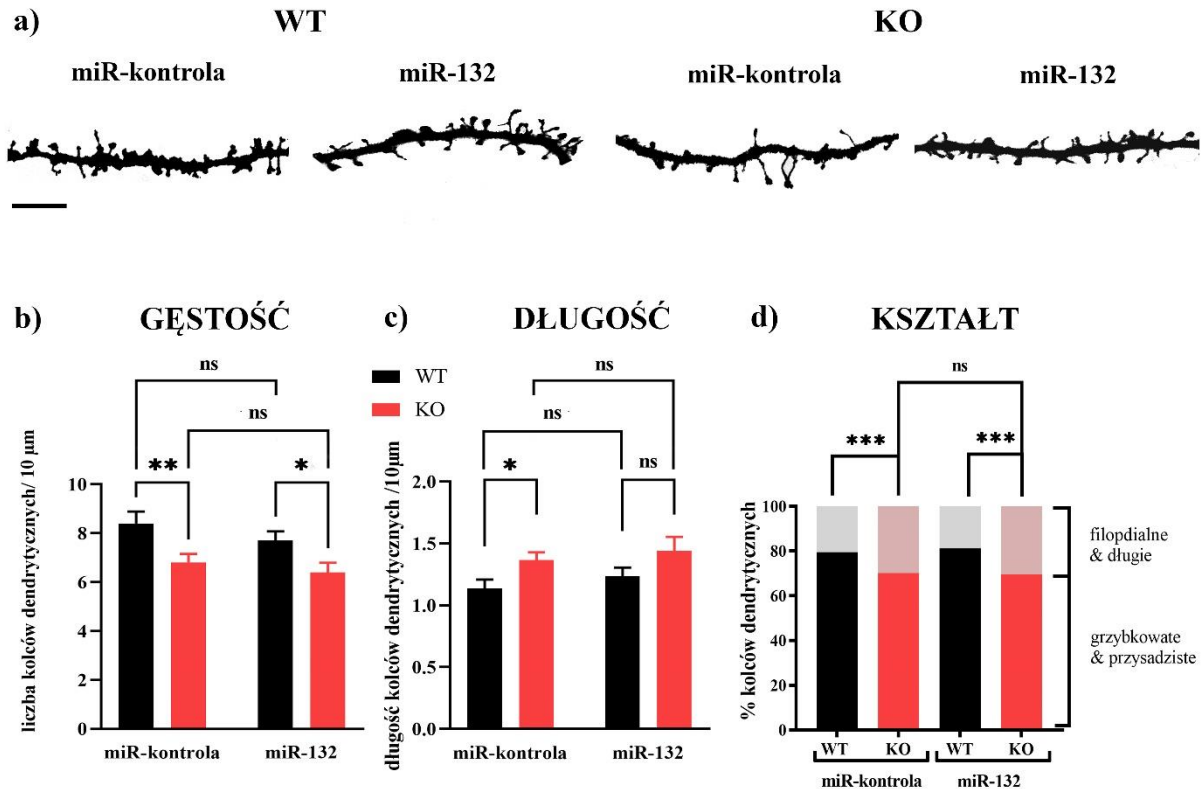 a)
WT
KO
miR-kontrola
miR-132
miR-kontrola
miR-132
b)
GĘSTOŚĆ
ns
ns
**
*
liczba kolców dendrytycznych/ 10 µm
10
8
6
4
2
0
miR-kontrola
miR-132
WT
KO
c)
DŁUGOŚĆ
ns
ns
*
ns
długość kolców dendrytycznych /10µm
2.0
1.5
1.0
0.5
0.0
miR-kontrola
miR-132
d)
KSZTAŁT
ns
***
***
% kolców dendrytycznych
100
80
60
40
20
0
WT
KO
WT
KO
miR-kontrola
miR-132
filopdialne
& długie
grzybkowate
& przysadziste